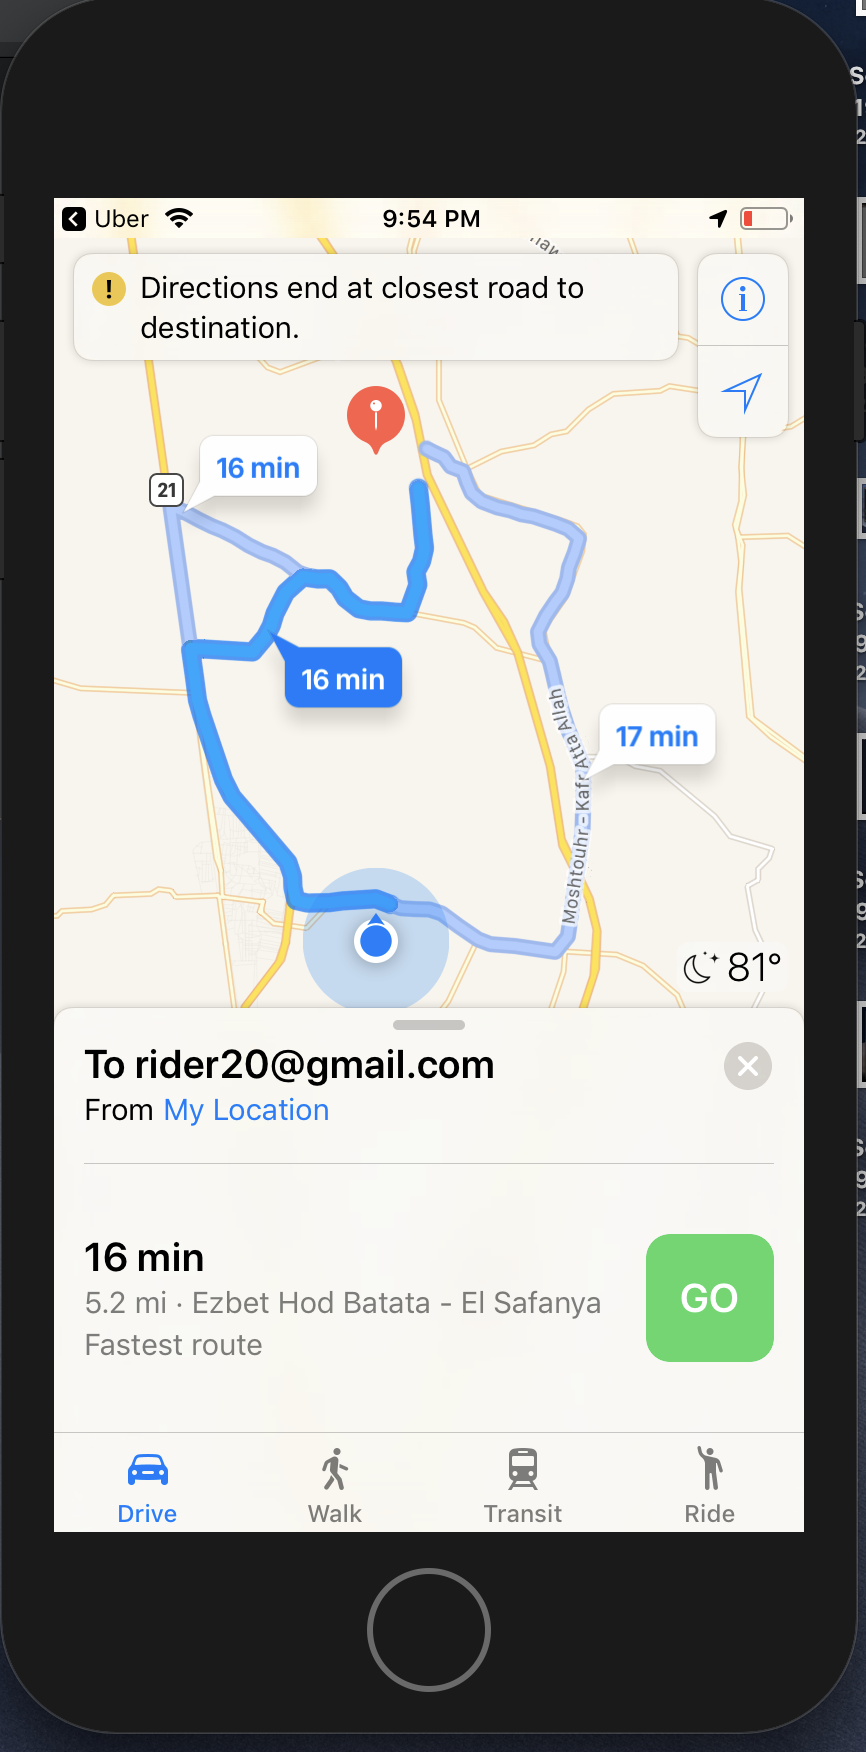 Uber
9:54 PM
Directions end at closest road to
destination.
16 min
21
16 min
17 min
Moshtouhr - Kafr Atta Allah
81°
To rider20@gmail.com
From My Location
16 min
5.2 mi · Ezbet Hod Batata - El Safanya
Fastest route
GO
Drive
Walk
Transit
Ride